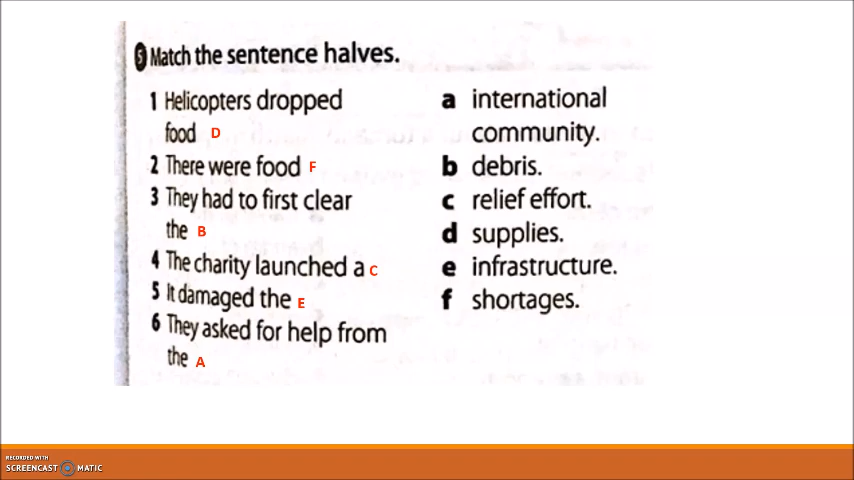 5 Match the sentence halves.
1 Helicopters dropped
food D
2 There were food F
3 They had to first clear
the B
4 The charity launched a C
5 It damaged the E
6 They asked for help from
the A
a international
community.
b debris.
c relief effort.
d supplies.
e infrastructure.
f shortages.
RECORDED WITH
SCREENCAST MATIC